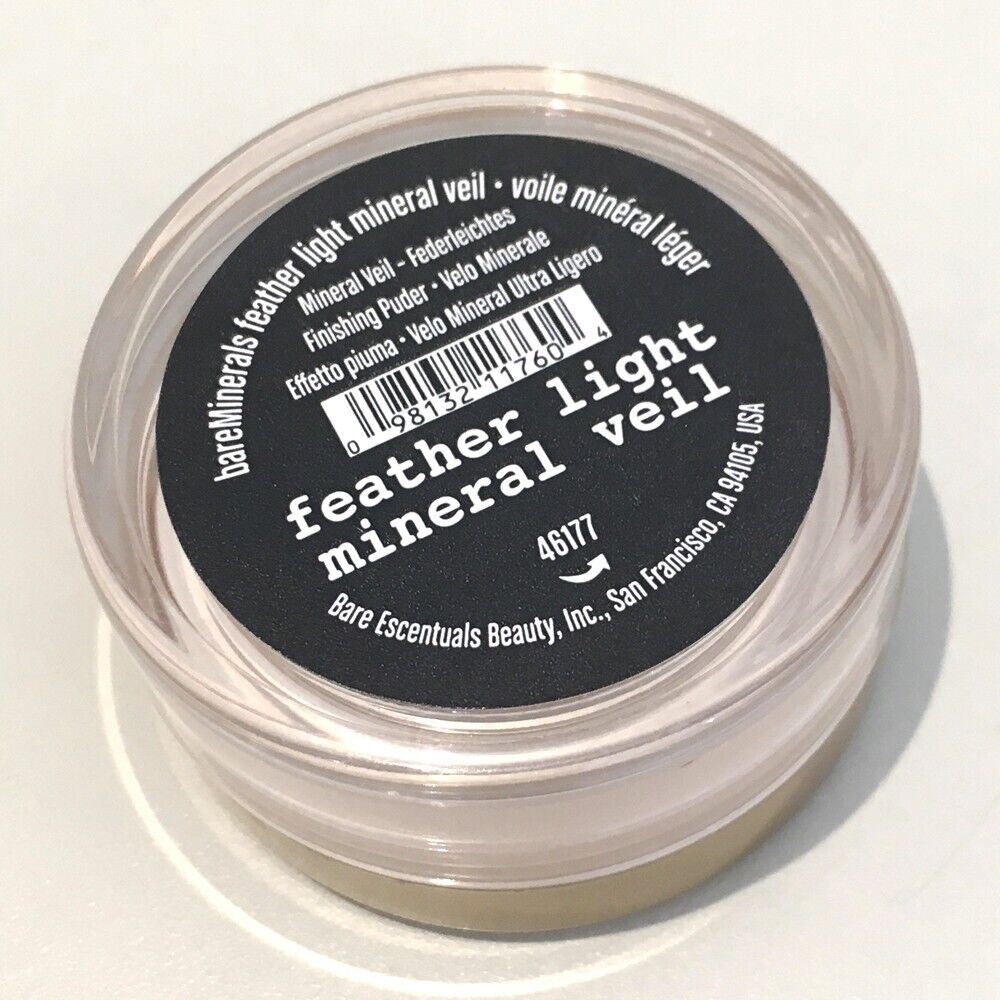 bareMinerals feather light mineral veil • voile minéral léger
Mineral Veil - Federleichtes
Finishing Puder • Velo Minerale
Effetto piuma • Velo Mineral Ultra Ligero
0 98132 11760 4
feather light
mineral veil
46177
Bare Escentuals Beauty, Inc., San Francisco, CA 94105, USA